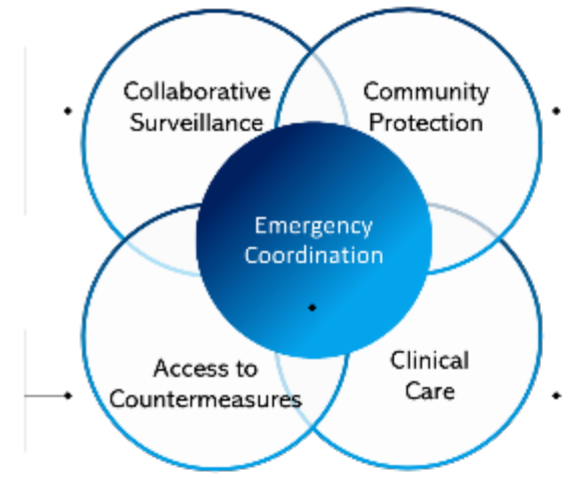 Collaborative
Surveillance
Community
Protection
Emergency
Coordination
Access to
Countermeasures
Clinical
Care